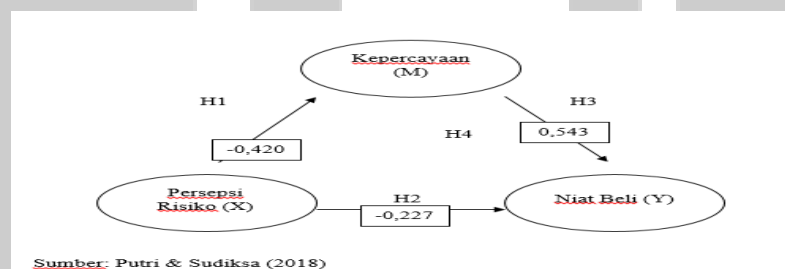 Kepercayaan
(M)
H1
H3
H4
0,543
-0,420
Persepsi
Risiko (X)
H2
-0,227
Niat Beli (Y)
Sumber: Putri & Sudiksa (2018)